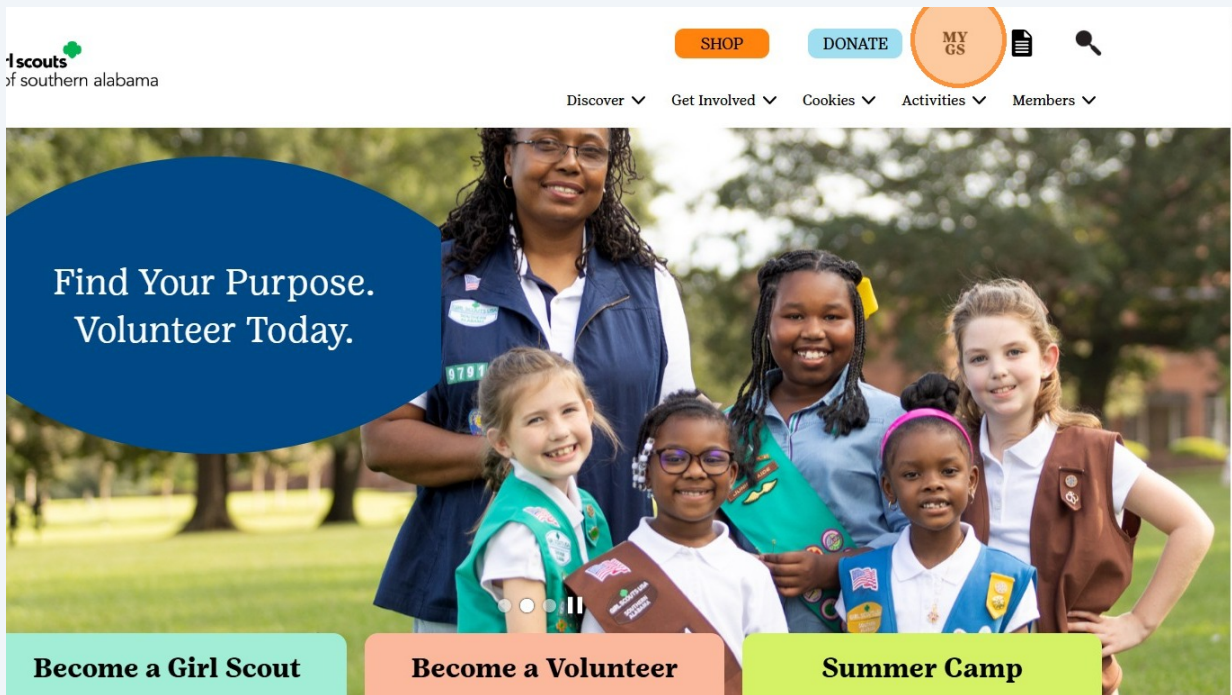 rl scouts
of southern alabama
SHOP
DONATE
MY
GS
Discover
Get Involved
Cookies
Activities
Members
Find Your Purpose.
Volunteer Today.
9791
Become a Girl Scout
Become a Volunteer
Summer Camp